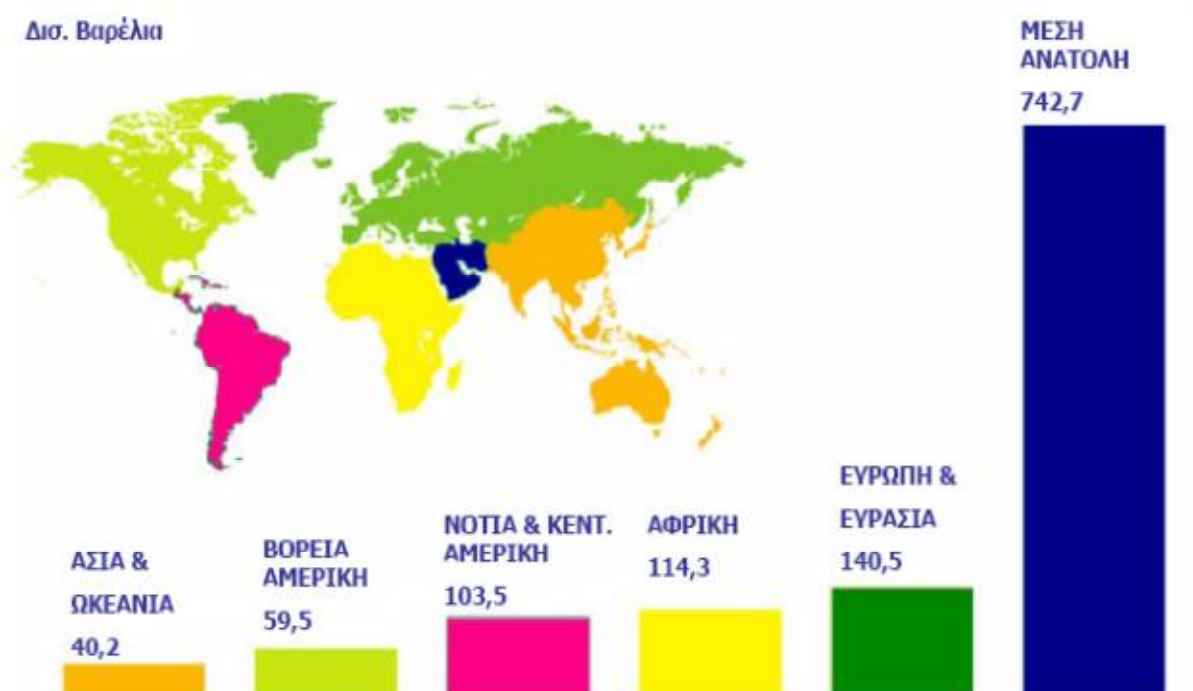 Δισ. Βαρέλια
ΜΕΣΗ
ΑΝΑΤΟΛΗ
742,7
ΑΣΙΑ &
ΩΚΕΑΝΙΑ
40,2
ΒΟΡΕΙΑ
ΑΜΕΡΙΚΗ
59,5
ΝΟΤΙΑ & ΚΕΝΤ.
ΑΜΕΡΙΚΗ
103,5
ΑΦΡΙΚΗ
114,3
ΕΥΡΩΠΗ &
ΕΥΡΑΣΙΑ
140,5